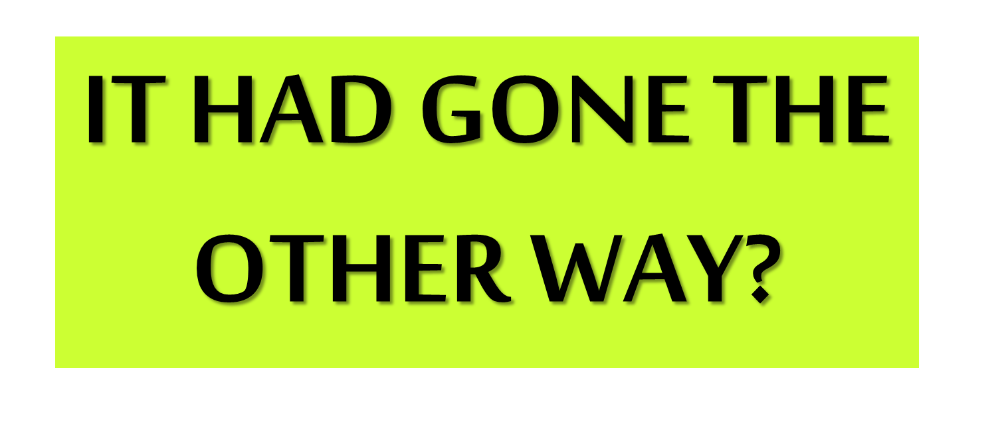 IT HAD GONE THE
OTHER WAY?